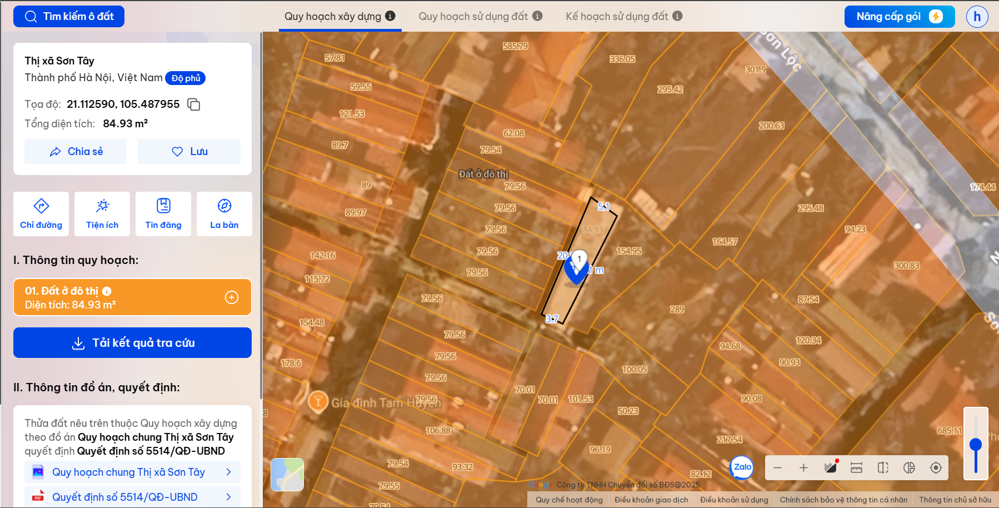 Tìm kiếm ô đất
Quy hoạch xây dựng
Quy hoạch sử dụng đất
Kế hoạch sử dụng đất
Nâng cấp gói
h
Thị xã Sơn Tây
Thành phố Hà Nội, Việt Nam Độ phủ
Tọa độ: 21.112590, 105.487955
Tổng diện tích: 84.93 m²
Chia sẻ
Lưu
Chỉ đường
Tiện ích
Tin đăng
La bàn
I. Thông tin quy hoạch:
01. Đất ở đô thị
Diện tích: 84.93 m²
Tải kết quả tra cứu
II. Thông tin đồ án, quyết định:
Thửa đất nêu trên thuộc Quy hoạch xây dựng
theo đồ án Quy hoạch chung Thị xã Sơn Tây
quyết định Quyết định số 5514/QĐ-UBND
Quy hoạch chung Thị xã Sơn Tây
PDF Quyết định số 5514/QĐ-UBND
585.79
57.81
336.05
Sơn Lộc
301.9
59.55
295.42
121.53
200.63
62.08
89.7
79.54
Đất ở đô thị
89
79.56
174.44
5.1
89.97
79.56
295.48
84.93
79.56
94.23
164.57
79.56
154.95
142.16
20
1
1 m
79.56
300.83
115.72
79.56
87.54
289
3.7
154.48
79.56
120.34
94.68
79.56
178.6
90.93
100.05
79.56
70.01
79.56
70.01
101.53
90.08
Gia đình Tam Huyền
50.23
8
106.88
685.11
217.54
96.19
79.54
93.32
Zalo
82.12
79.55
Google
Công ty TNHH Chuyển đổi số BĐS@2025
79.54
Quy chế hoạt động
Điều khoản giao dịch
Điều khoản sử dụng
Chính sách bảo vệ thông tin cá nhân
Thông tin chủ sở hữu